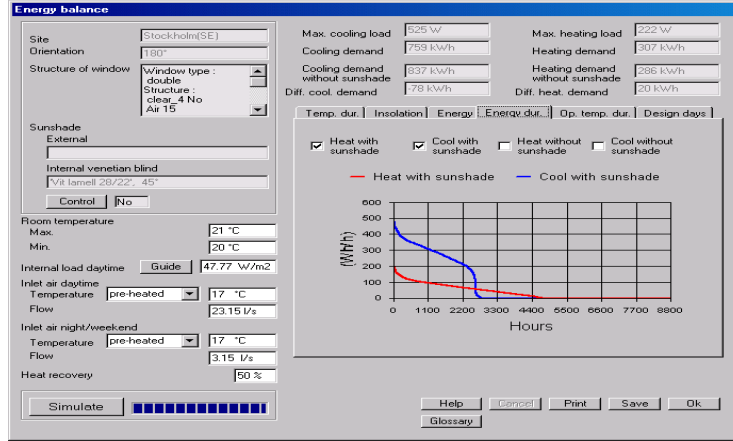 Energy balance
Site Stockholm(SE)
Orientation 180°
Structure of window
Window type :
double
Structure :
clear_4 No
Air 15
Sunshade
External
Internal venetian blind
'Vit lamell 28/22', 45°
Control No
Room temperature
Max. 21 °C
Min. 20 °C
Internal load daytime Guide 47.77 W/m2
Inlet air daytime
Temperature pre-heated 17 °C
Flow 23.15 l/s
Inlet air night/weekend
Temperature pre-heated 17 °C
Flow 3.15 l/s
Heat recovery 50 %
Simulate
Max. cooling load 525 W Max. heating load 222 W
Cooling demand 759 kWh Heating demand 307 kWh
Cooling demand without sunshade 837 kWh Heating demand without sunshade 286 kWh
Diff. cool. demand -78 kWh Diff. heat. demand 20 kWh
Temp. dur. Insolation Energy Energy dur. Op. temp. dur. Design days
Heat with sunshade Cool with sunshade Heat without sunshade Cool without sunshade
Heat with sunshade Cool with sunshade
600
500
400
300
200
100
0
(Wh/h)
0 1100 2200 3300 4400 5500 6600 7700 8800
Hours
Help Cancel Print Save Ok
Glossary